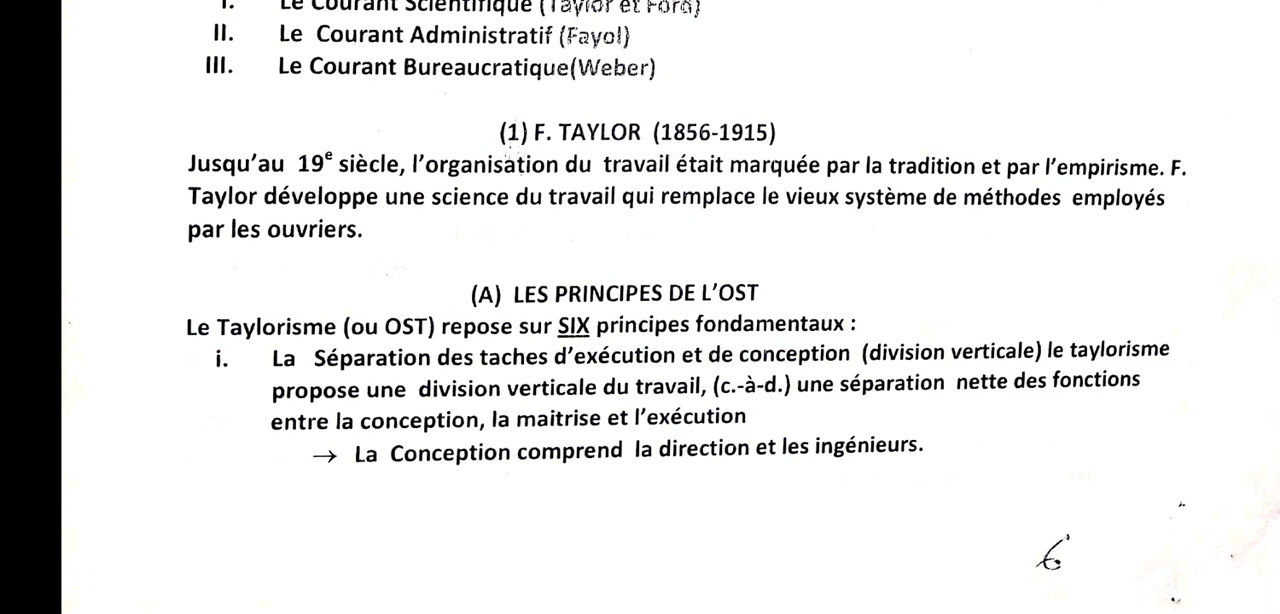 I. Le Courant Scientifique (Taylor et Ford)
II. Le Courant Administratif (Fayol)
III. Le Courant Bureaucratique(Weber)
(1) F. TAYLOR (1856-1915)
Jusqu'au 19e siècle, l'organisation du travail était marquée par la tradition et par l'empirisme. F.
Taylor développe une science du travail qui remplace le vieux système de méthodes employés
par les ouvriers.
(A) LES PRINCIPES DE L'OST
Le Taylorisme (ou OST) repose sur SIX principes fondamentaux :
i. La Séparation des taches d'exécution et de conception (division verticale) le taylorisme
propose une division verticale du travail, (c.-à-d.) une séparation nette des fonctions
entre la conception, la maitrise et l'exécution
→ La Conception comprend la direction et les ingénieurs.
6